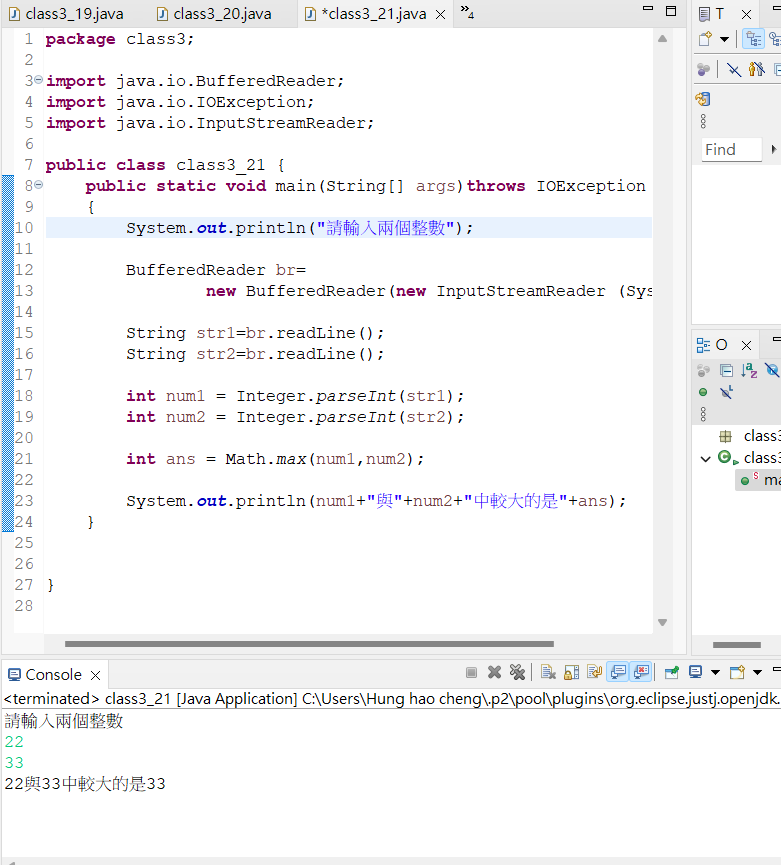 class3_19.java class3_20.java *class3_21.java »4
1 package class3;
2
3 import java.io.BufferedReader;
4 import java.io.IOException;
5 import java.io.InputStreamReader;
6
7 public class class3_21 {
8 public static void main(String[] args)throws IOException
9 {
10 System.out.println("請輸入兩個整數");
11
12 BufferedReader br=
13 new BufferedReader(new InputStreamReader (Sys
14
15 String str1=br.readLine();
16 String str2=br.readLine();
17
18 int num1 = Integer.parseInt(str1);
19 int num2 = Integer.parseInt(str2);
20
21 int ans = Math.max(num1,num2);
22
23 System.out.println(num1+"與"+num2+"中較大的是"+ans);
24 }
25
26
27 }
28
T
Find
O
class3
class3
ma
Console
<terminated> class3_21 [Java Application] C:\Users\Hung hao cheng\.p2\pool\plugins\org.eclipse.justj.openjdk.
請輸入兩個整數
22
33
22與33中較大的是33